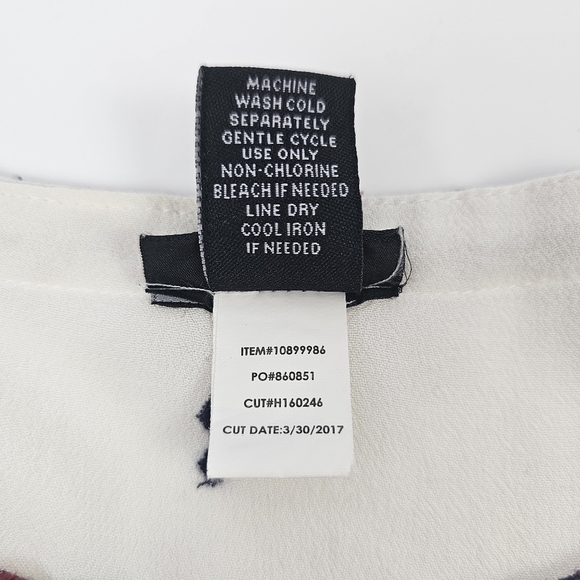 MACHINE
WASH COLD
SEPARATELY
GENTLE CYCLE
USE ONLY
NON-CHLORINE
BLEACH IF NEEDED
LINE DRY
COOL IRON
IF NEEDED
ITEM#10899986
PO#860851
CUT#H160246
CUT DATE:3/30/2017